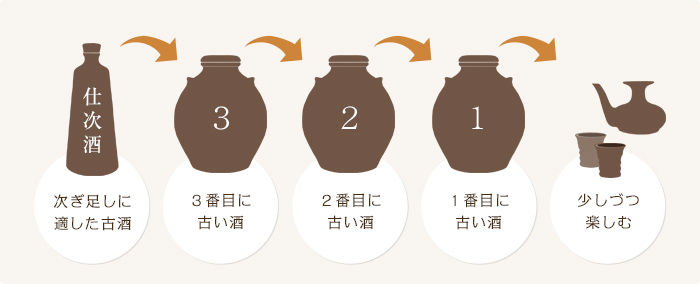 仕次酒
3
2
1
次ぎ足しに
適した古酒
３番目に
古い酒
２番目に
古い酒
１番目に
古い酒
少しづつ
楽しむ